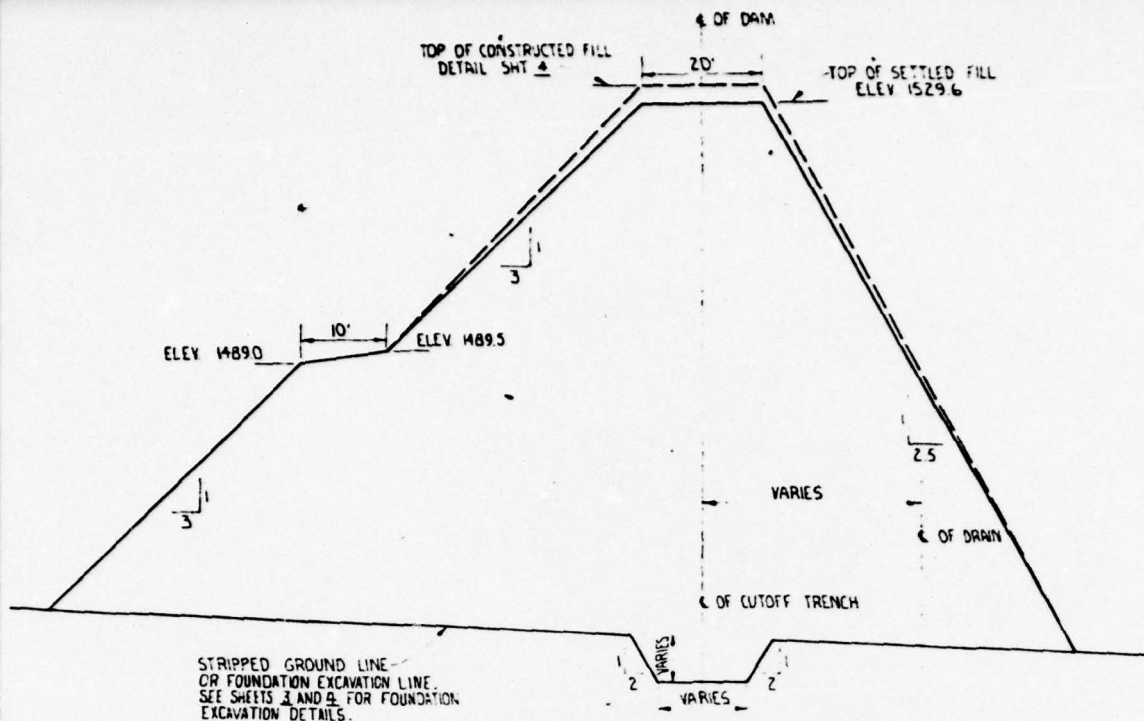 ℄ OF DAM
TOP OF CONSTRUCTED FILL
DETAIL SHT 4
20'
TOP OF SETTLED FILL
ELEV. 1529.6
1
3
10'
ELEV. 1489.0
ELEV. 1489.5
1
3
2.5
VARIES
℄ OF DRAIN
℄ OF CUTOFF TRENCH
STRIPPED GROUND LINE
OR FOUNDATION EXCAVATION LINE.
SEE SHEETS 3 AND 4 FOR FOUNDATION
EXCAVATION DETAILS.
1
2
VARIES
VARIES
1
2